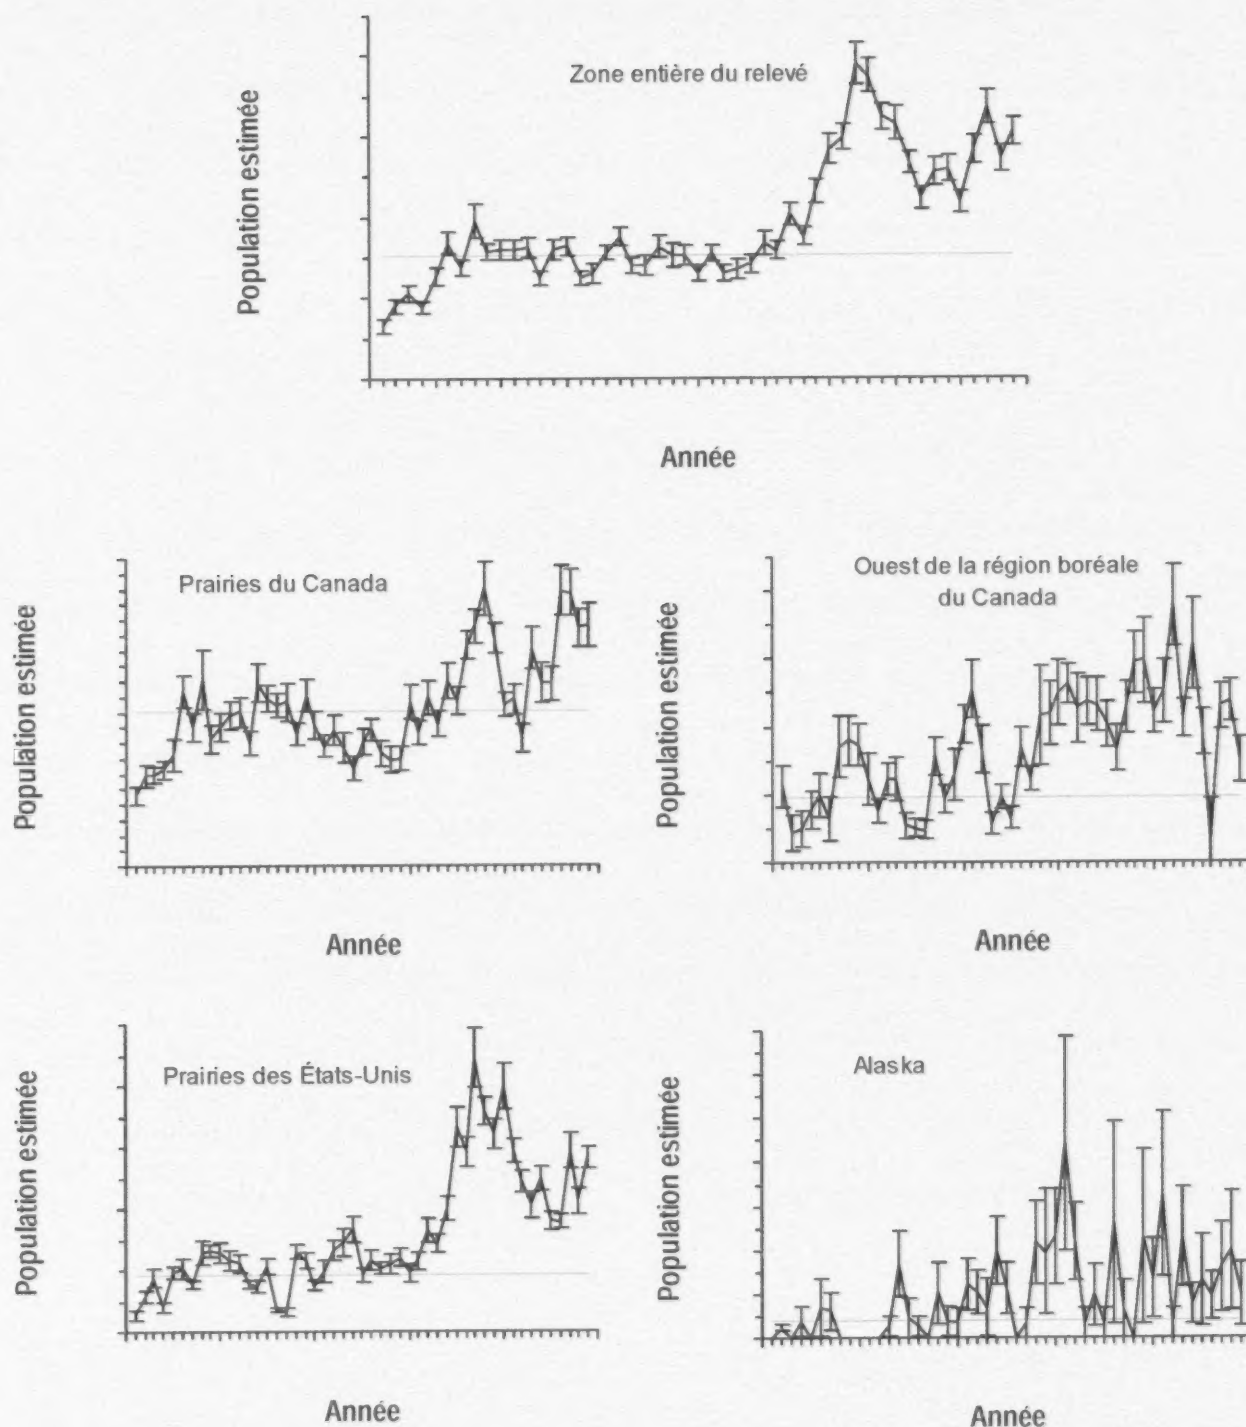 Zone entière du relevé
Population estimée
Année
Prairies du Canada
Population estimée
Année
Ouest de la région boréale
du Canada
Population estimée
Année
Prairies des États-Unis
Population estimée
Année
Alaska
Population estimée
Année